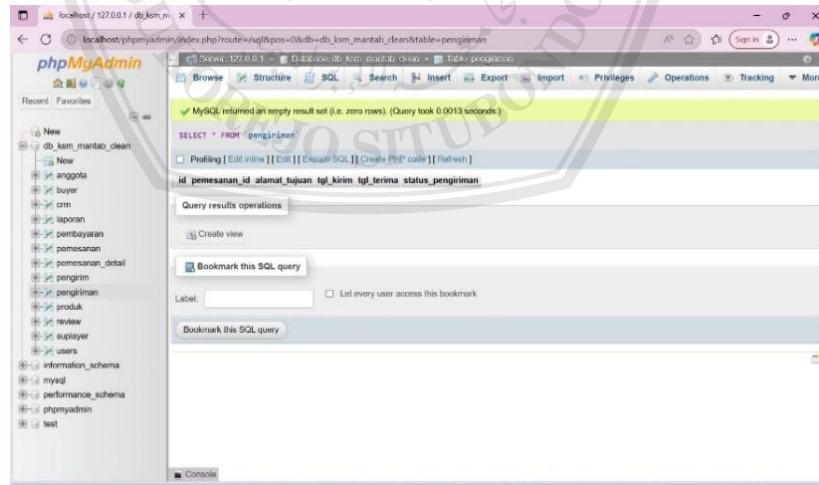 localhost / 127.0.0.1 / db_ksm_m
localhost/phpmyadmin/index.php?route=/sql&pos=0&db=db_ksm_mantab_clean&table=pengiriman
Sign in
phpMyAdmin
Recent Favorites
New
db_ksm_mantab_clean
New
anggota
buyer
crm
laporan
pembayaran
pemesanan
pemesanan_detail
pengirim
pengiriman
produk
review
suplayer
users
information_schema
mysql
performance_schema
phpmyadmin
test
Server: 127.0.0.1 » Database: db_ksm_mantab_clean » Table: pengiriman
Browse Structure SQL Search Insert Export Import Privileges Operations Tracking More
MySQL returned an empty result set (i.e. zero rows). (Query took 0.0013 seconds.)
SELECT * FROM `pengiriman`
Profiling [ Edit inline ] [ Edit ] [ Explain SQL ] [ Create PHP code ] [ Refresh ]
id pemesanan_id alamat_tujuan tgl_kirim tgl_terima status_pengiriman
Query results operations
Create view
Bookmark this SQL query
Label: Let every user access this bookmark
Bookmark this SQL query
Console
OREJO SITUBONDO